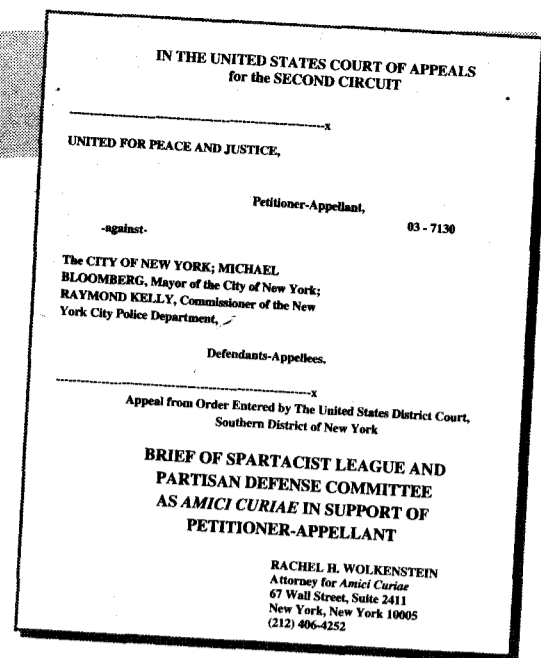 IN THE UNITED STATES COURT OF APPEALS
for the SECOND CIRCUIT
-----------------------------------------------------x
UNITED FOR PEACE AND JUSTICE,
Petitioner-Appellant,
03 - 7130
-against-
The CITY OF NEW YORK; MICHAEL
BLOOMBERG, Mayor of the City of New York;
RAYMOND KELLY, Commissioner of the New
York City Police Department,
Defendants-Appellees.
-----------------------------------------------------x
Appeal from Order Entered by The United States District Court,
Southern District of New York
BRIEF OF SPARTACIST LEAGUE AND
PARTISAN DEFENSE COMMITTEE
AS AMICI CURIAE IN SUPPORT OF
PETITIONER-APPELLANT
RACHEL H. WOLKENSTEIN
Attorney for Amici Curiae
67 Wall Street, Suite 2411
New York, New York 10005
(212) 406-4252